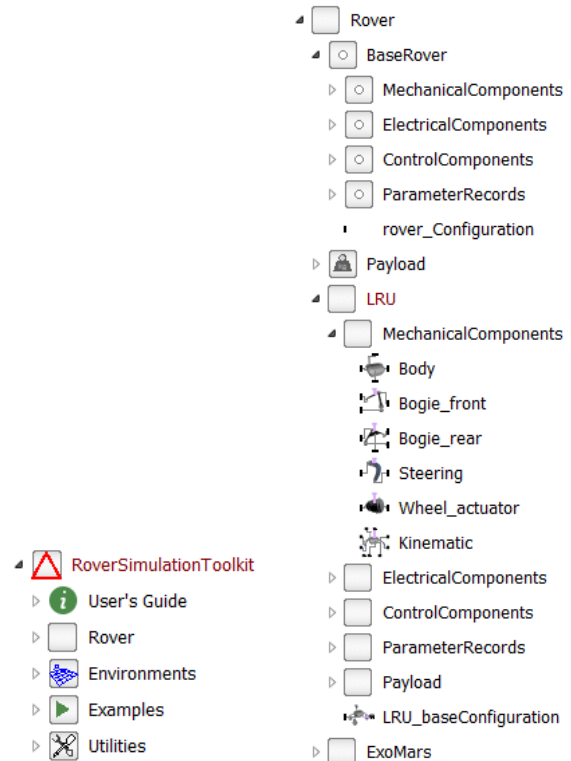 RoverSimulationToolkit
User's Guide
Rover
Environments
Examples
Utilities
Rover
BaseRover
MechanicalComponents
ElectricalComponents
ControlComponents
ParameterRecords
rover_Configuration
Payload
LRU
MechanicalComponents
Body
Bogie_front
Bogie_rear
Steering
Wheel_actuator
Kinematic
ElectricalComponents
ControlComponents
ParameterRecords
Payload
LRU_baseConfiguration
ExoMars